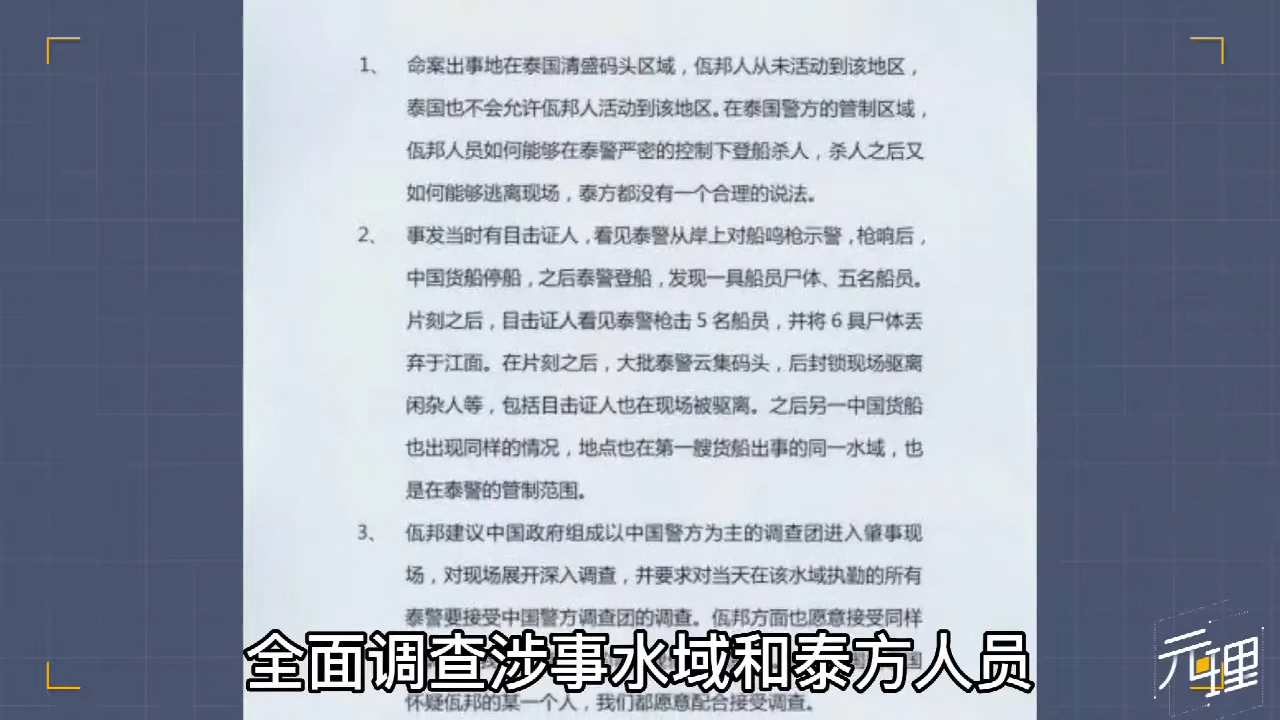 1、 命案出事地在泰国清盛码头区域，佤邦人从未活动到该地区，
泰国也不会允许佤邦人活动到该地区。在泰国警方的管制区域，
佤邦人员如何能够在泰警严密的控制下登船杀人，杀人之后又
如何能够逃离现场，泰方都没有一个合理的说法。
2、 事发当时有目击证人，看见泰警从岸上对船鸣枪示警，枪响后，
中国货船停船，之后泰警登船，发现一具船员尸体、五名船员。
片刻之后，目击证人看见泰警枪击5名船员，并将6具尸体丢
弃于江面。在片刻之后，大批泰警云集码头，后封锁现场驱离
闲杂人等，包括目击证人也在现场被驱离。之后另一中国货船
也出现同样的情况，地点也在第一艘货船出事的同一水域，也
是在泰警的管制范围。
3、 佤邦建议中国政府组成以中国警方为主的调查团进入肇事现
场，对现场展开深入调查，并要求对当天在该水域执勤的所有
泰警要接受中国警方调查团的调查。佤邦方面也愿意接受同样
全面调查涉事水域和泰方人员
怀疑佤邦的某一个人，我们都愿意配合接受调查。
元理